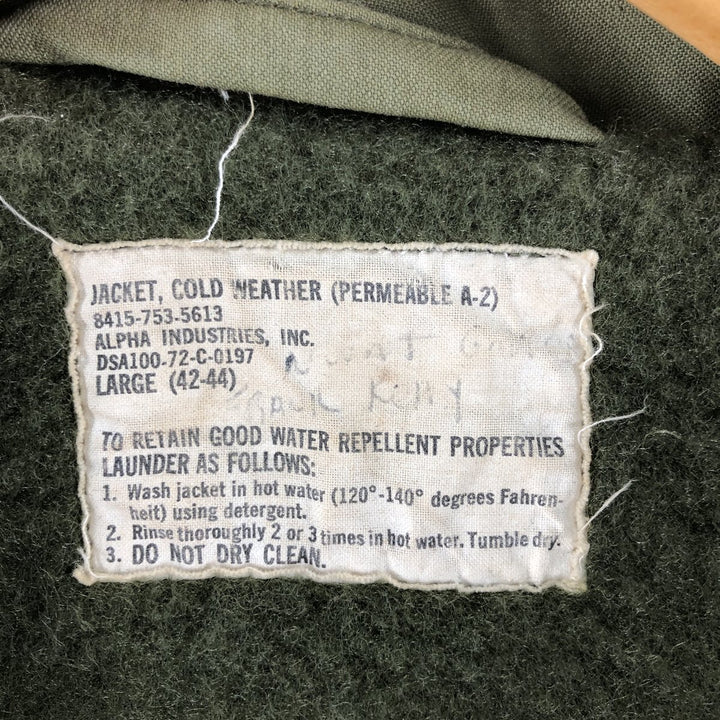 JACKET, COLD WEATHER (PERMEABLE A-2)
8415-753-5613
ALPHA INDUSTRIES, INC.
DSA100-72-C-0197
LARGE (42-44)
TO RETAIN GOOD WATER REPELLENT PROPERTIES
LAUNDER AS FOLLOWS:
1. Wash jacket in hot water (120°-140° degrees Fahren-
heit) using detergent.
2. Rinse thoroughly 2 or 3 times in hot water. Tumble dry.
3. DO NOT DRY CLEAN.